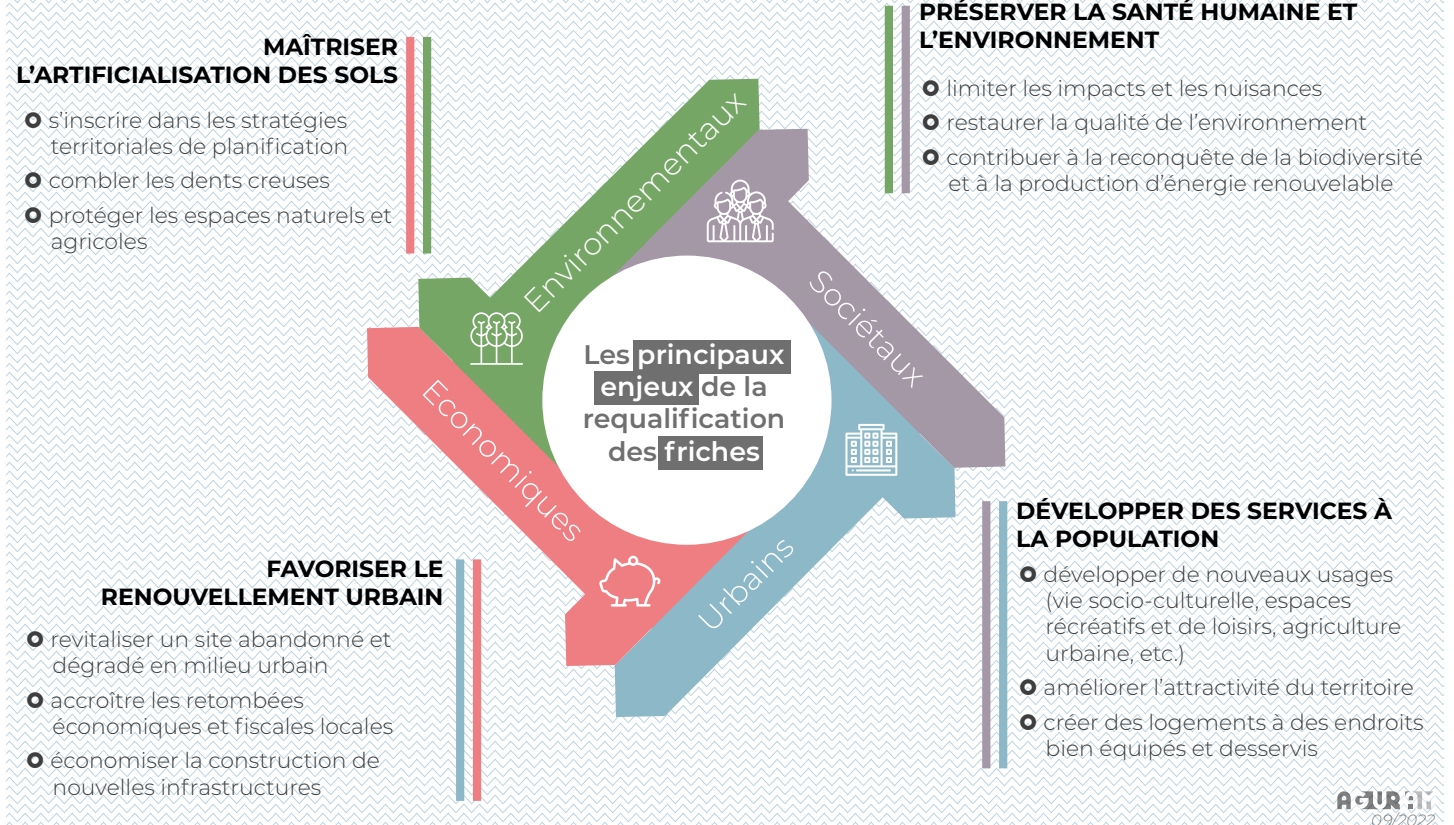 MAÎTRISER
L'ARTIFICIALISATION DES SOLS
s'inscrire dans les stratégies
territoriales de planification
combler les dents creuses
protéger les espaces naturels et
agricoles
PRÉSERVER LA SANTÉ HUMAINE ET
L'ENVIRONNEMENT
limiter les impacts et les nuisances
restaurer la qualité de l'environnement
contribuer à la reconquête de la biodiversité
et à la production d'énergie renouvelable
Environnementaux
Sociétaux
Economiques
Urbains
Les principaux
enjeux de la
requalification
des friches
FAVORISER LE
RENOUVELLEMENT URBAIN
revitaliser un site abandonné et
dégradé en milieu urbain
accroître les retombées
économiques et fiscales locales
économiser la construction de
nouvelles infrastructures
DÉVELOPPER DES SERVICES À
LA POPULATION
développer de nouveaux usages
(vie socio-culturelle, espaces
récréatifs et de loisirs, agriculture
urbaine, etc.)
améliorer l'attractivité du territoire
créer des logements à des endroits
bien équipés et desservis
AGURAM
09/2022